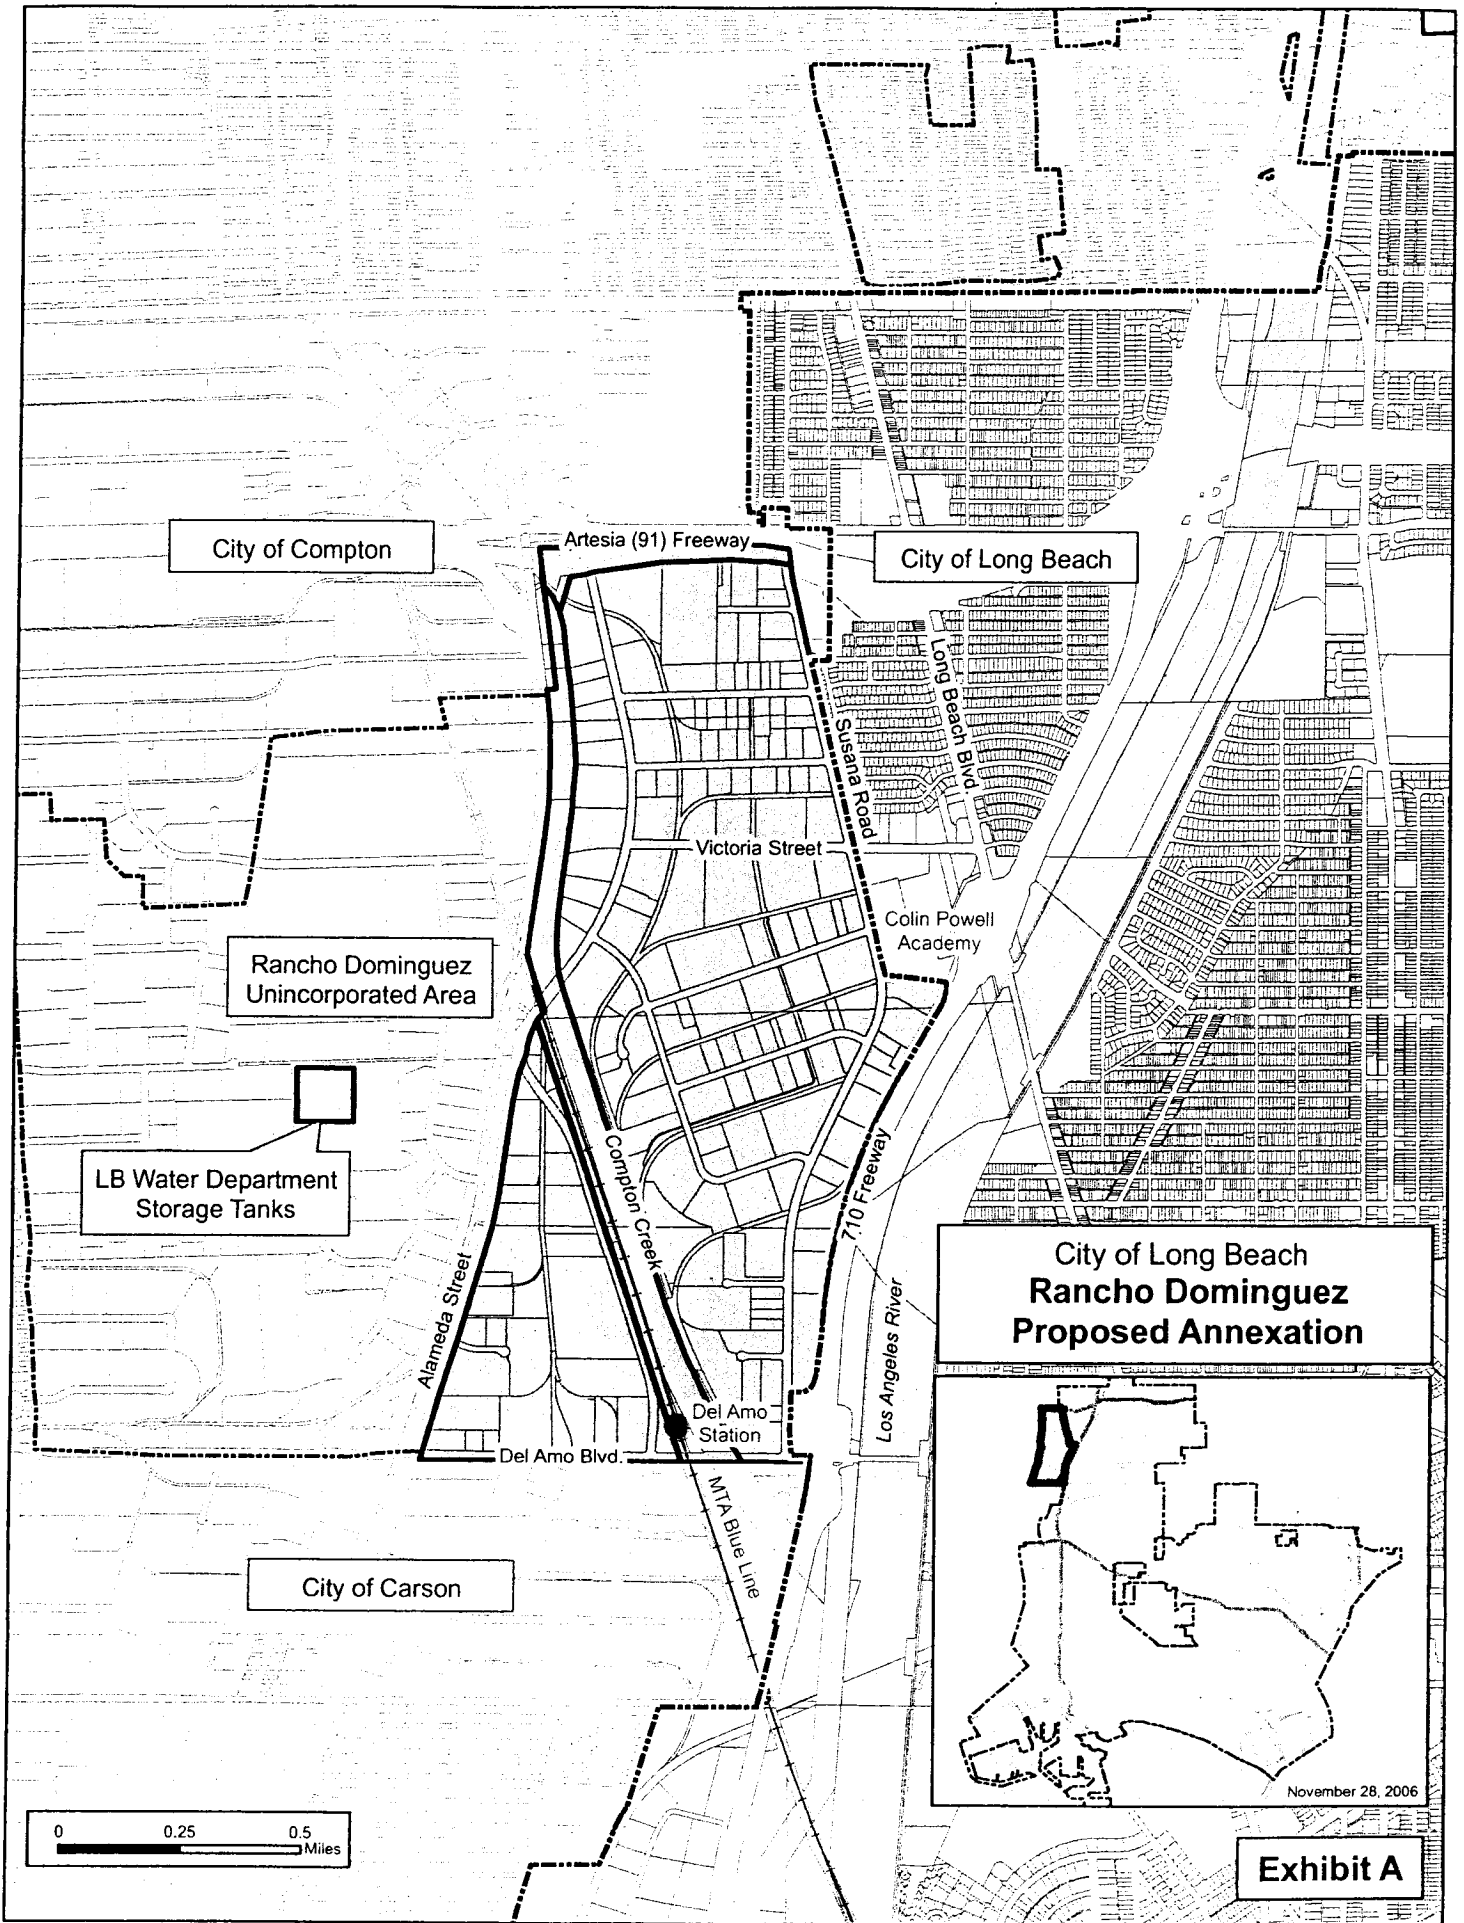 City of Compton
Artesia (91) Freeway
City of Long Beach
Long Beach Blvd.
Susana Road
Victoria Street
Colin Powell
Academy
Rancho Dominguez
Unincorporated Area
LB Water Department
Storage Tanks
Compton Creek
710 Freeway
Alameda Street
Los Angeles River
Del Amo
Station
Del Amo Blvd.
MTA Blue Line
City of Carson
City of Long Beach
Rancho Dominguez
Proposed Annexation
November 28, 2006
0 0.25 0.5
Miles
Exhibit A